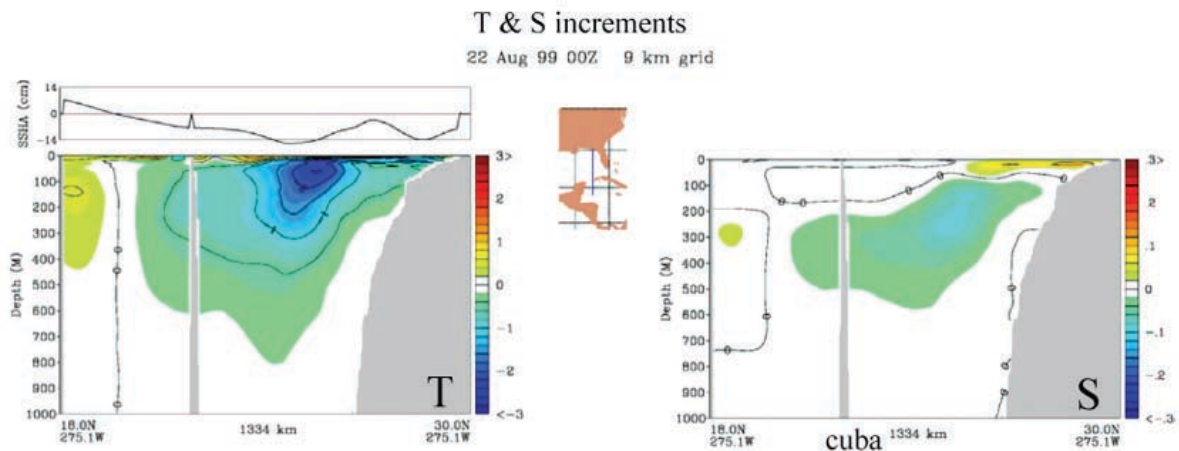 T & S increments
22 Aug 99 00Z 9 km grid
SSHA (cm)
14
0
-14
Depth (M)
0
100
200
300
400
500
600
700
800
900
1000
18.0N
275.1W
1334 km
30.0N
275.1W
T
3>
2
1
0
-1
-2
<-3
Depth (M)
0
100
200
300
400
500
600
700
800
900
1000
18.0N
275.1W
cuba
1334 km
30.0N
275.1W
S
3>
.2
.1
0
-.1
-.2
<-.3